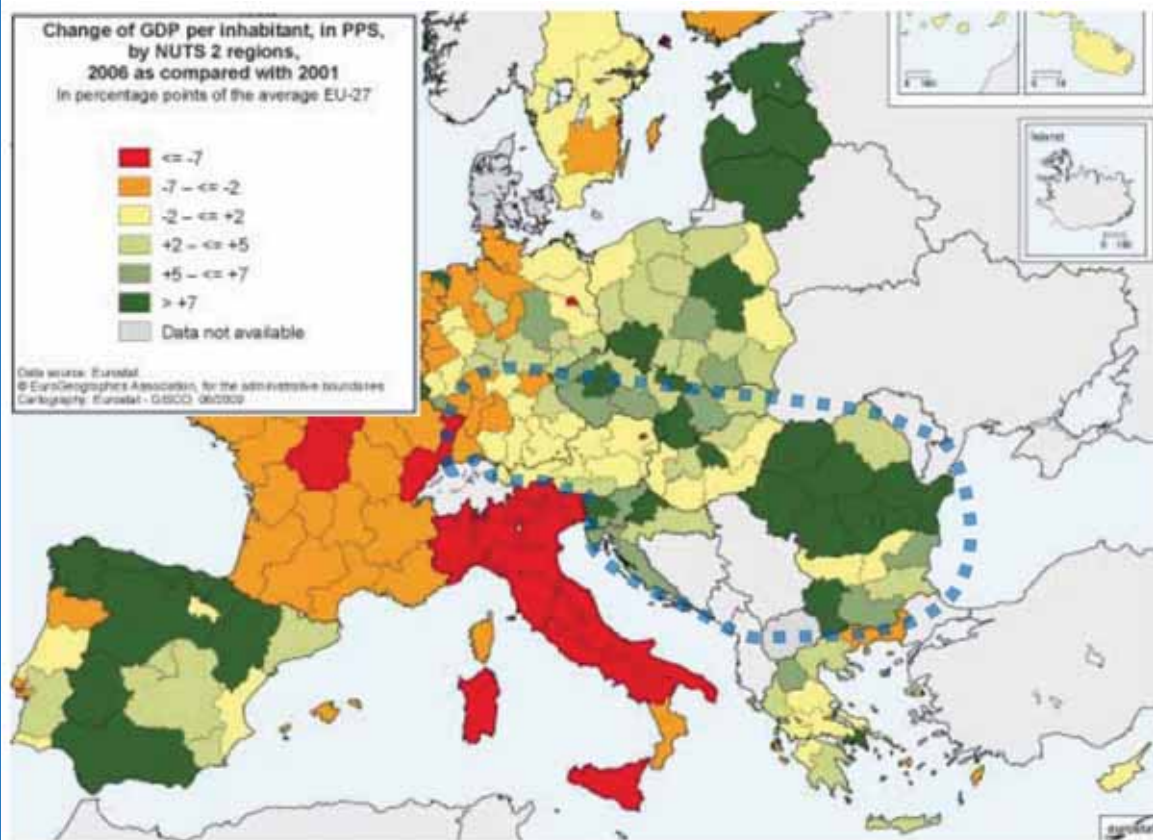 Change of GDP per inhabitant, in PPS,
by NUTS 2 regions,
2006 as compared with 2001
In percentage points of the average EU-27
<= -7
-7 – <= -2
-2 – <= +2
+2 – <= +5
+5 – <= +7
> +7
Data not available
Data source: Eurostat
© EuroGeographics Association, for the administrative boundaries
Cartography: Eurostat - GISCO, 06/2009
eurostat